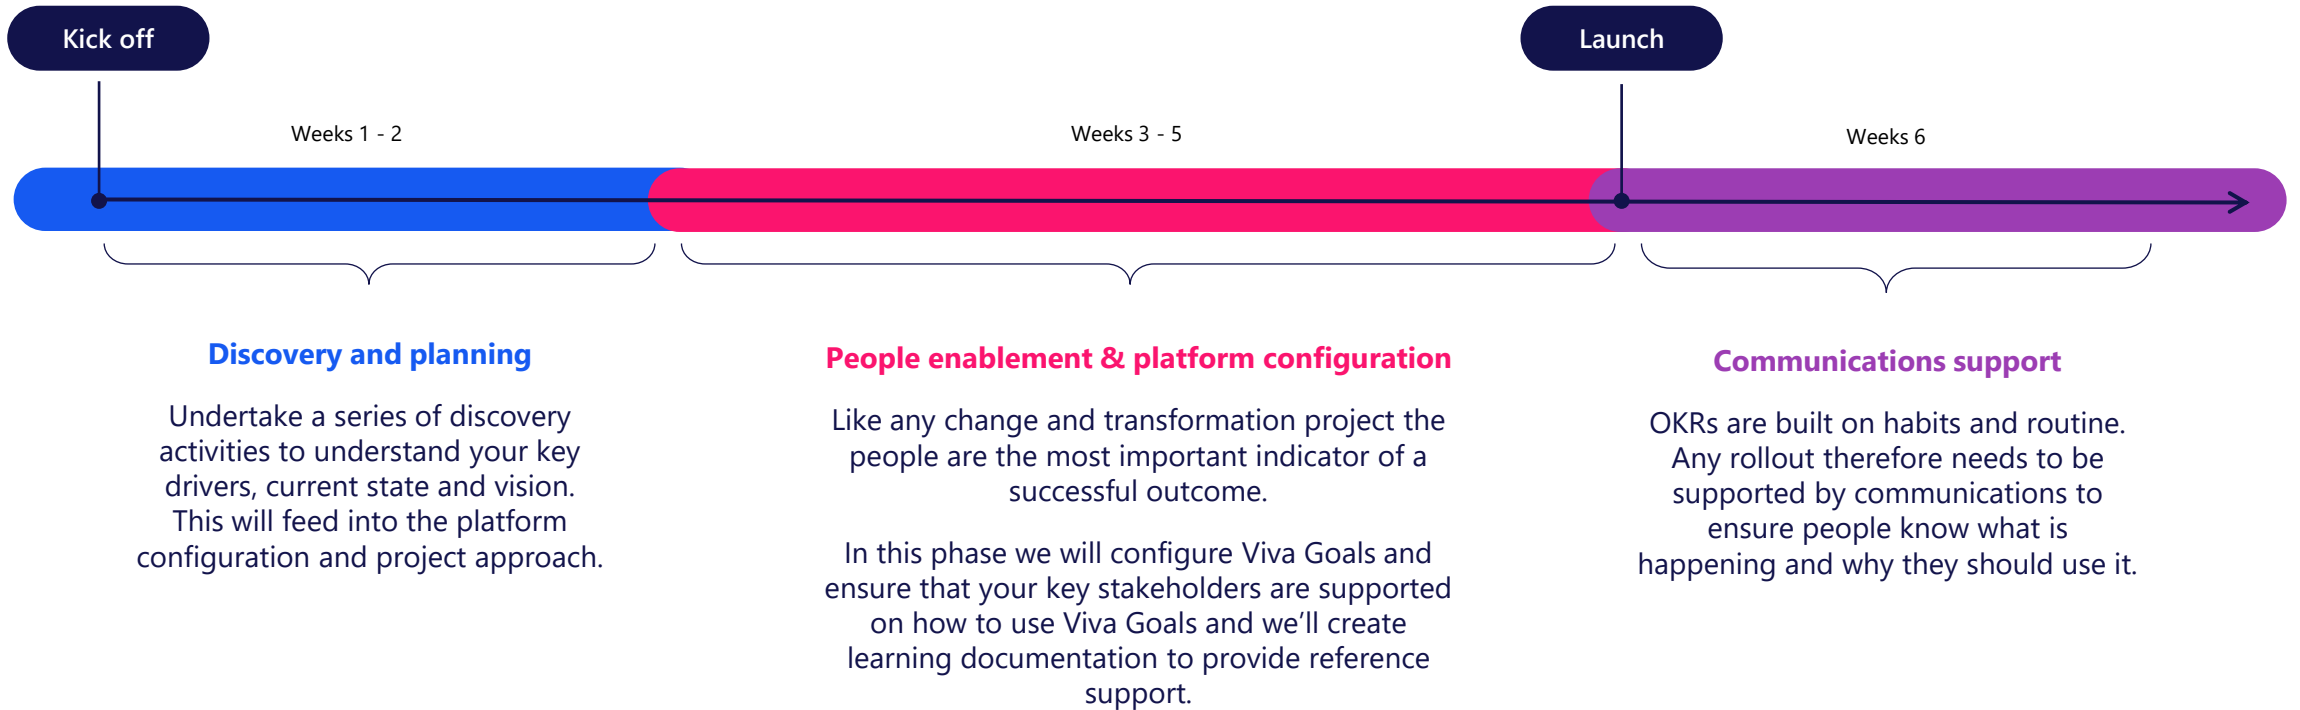 Kick off
Launch
Weeks 1 - 2
Weeks 3 - 5
Weeks 6
Discovery and planning
Undertake a series of discovery
activities to understand your key
drivers, current state and vision.
This will feed into the platform
configuration and project approach.
People enablement & platform configuration
Like any change and transformation project the
people are the most important indicator of a
successful outcome.
In this phase we will configure Viva Goals and
ensure that your key stakeholders are supported
on how to use Viva Goals and we’ll create
learning documentation to provide reference
support.
Communications support
OKRs are built on habits and routine.
Any rollout therefore needs to be
supported by communications to
ensure people know what is
happening and why they should use it.